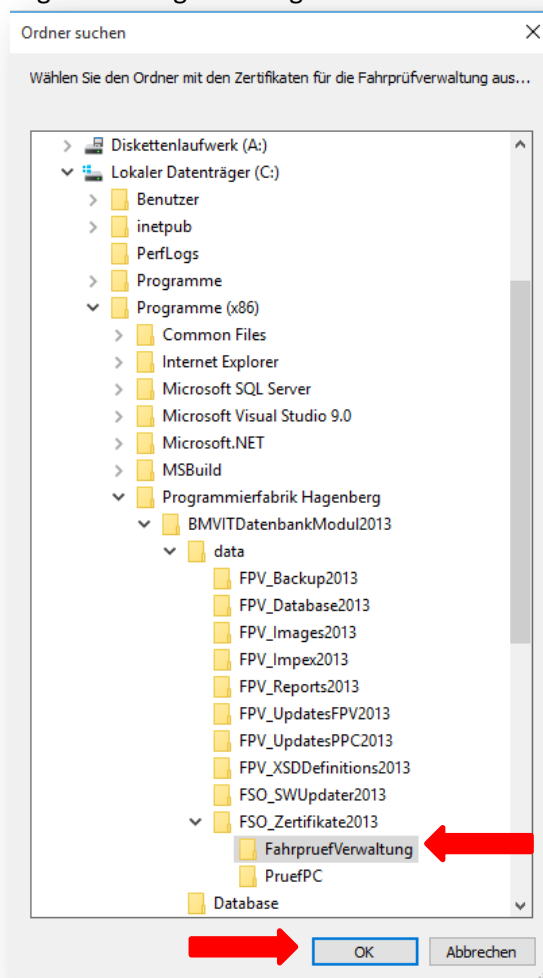 Ordner suchen
Wählen Sie den Ordner mit den Zertifikaten für die Fahrprüfverwaltung aus...
Diskettenlaufwerk (A:)
Lokaler Datenträger (C:)
Benutzer
inetpub
PerfLogs
Programme
Programme (x86)
Common Files
Internet Explorer
Microsoft SQL Server
Microsoft Visual Studio 9.0
Microsoft.NET
MSBuild
Programmierfabrik Hagenberg
BMVITDatenbankModul2013
data
FPV_Backup2013
FPV_Database2013
FPV_Images2013
FPV_Impex2013
FPV_Reports2013
FPV_UpdatesFPV2013
FPV_UpdatesPPC2013
FPV_XSDDefinitions2013
FSO_SWUpdater2013
FSO_Zertifikate2013
FahrpruefVerwaltung
PruefPC
Database
OK Abbrechen